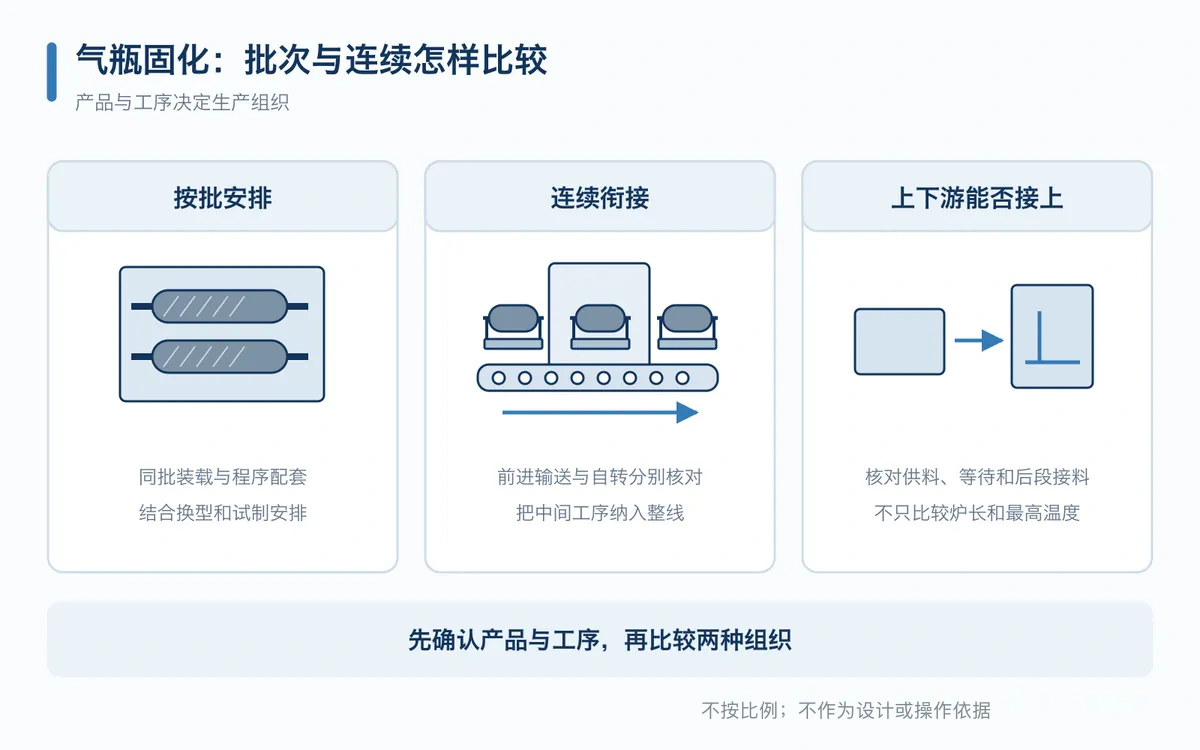 气瓶固化：批次与连续怎样比较
产品与工序决定生产组织
按批安排
同批装载与程序配套
结合换型和试制安排
连续衔接
前进输送与自转分别核对
把中间工序纳入整线
上下游能否接上
核对供料、等待和后段接料
不只比较炉长和最高温度
先确认产品与工序，再比较两种组织
不按比例；不作为设计或操作依据